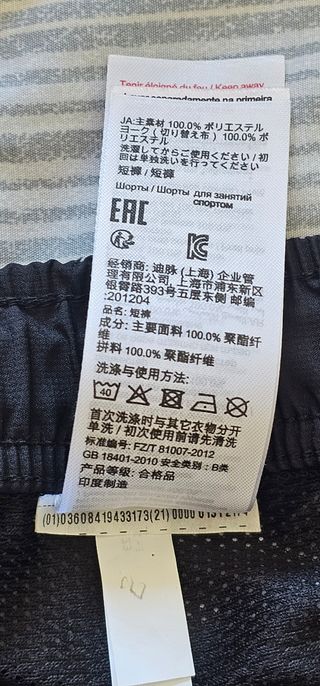 Tenir éloigné du feu / Keep away
JA:主素材 100.0% ポリエステル
ヨーク（切り替え布）100.0% ポ
リエステル
洗濯してからご使用ください / 初
回は単独洗いを行ってください
短褲 / 短裤
Шорты / Шорты для занятий
спортом
EAC
经销商: 迪脉 (上海) 企业管
理有限公司 上海市浦东新区
银霄路393号五层东侧 邮编
:201204
品名: 短裤
成分: 主要面料 100.0% 聚酯纤
维
拼料 100.0% 聚酯纤维
洗涤与使用方法:
40
首次洗涤时与其它衣物分开
单洗 / 初次使用前请先清洗
标准编号: FZ/T 81007-2012
GB 18401-2010 安全类别: B类
产品等级: 合格品
印度制造
(01)03608419433173(21)